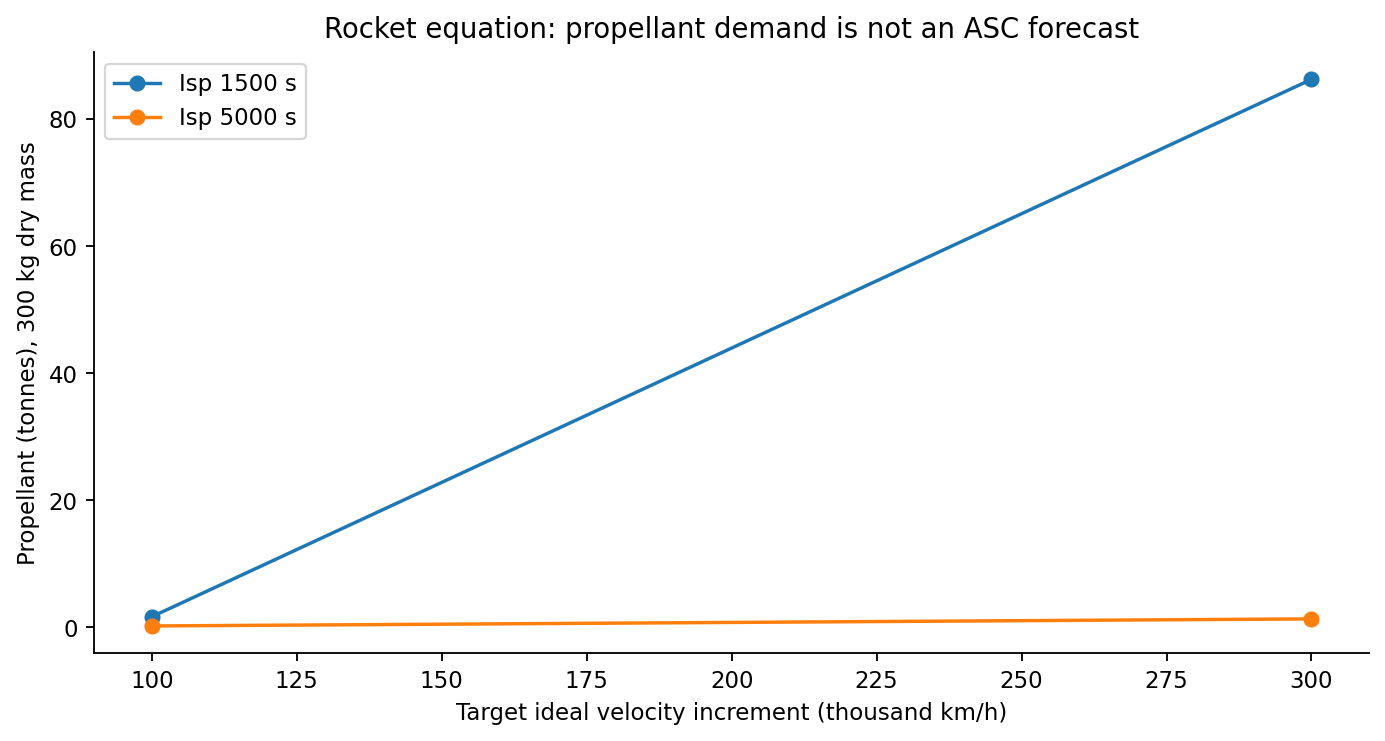 Rocket equation: propellant demand is not an ASC forecast
Isp 1500 s
Isp 5000 s
Propellant (tonnes), 300 kg dry mass
80
60
40
20
0
100
125
150
175
200
225
250
275
300
Target ideal velocity increment (thousand km/h)